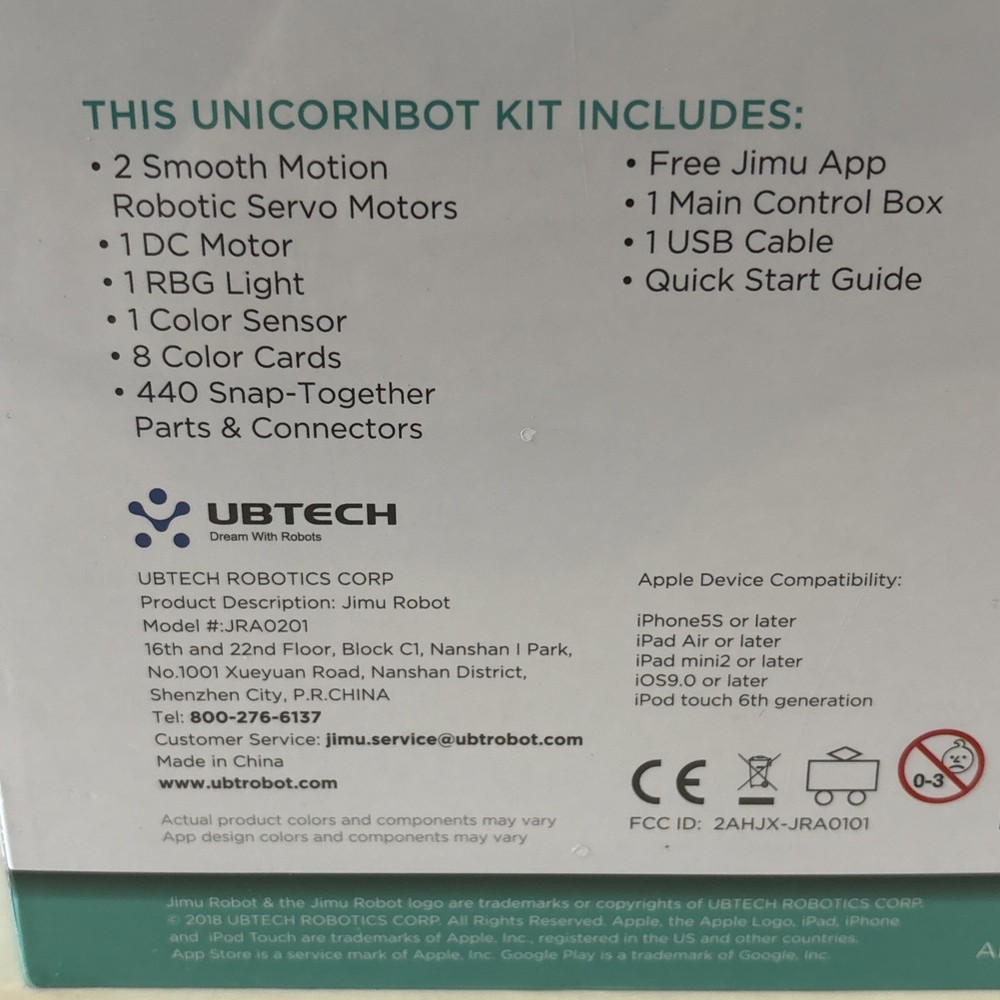 THIS UNICORNBOT KIT INCLUDES:
• 2 Smooth Motion
Robotic Servo Motors
• 1 DC Motor
• 1 RBG Light
• 1 Color Sensor
• 8 Color Cards
• 440 Snap-Together
Parts & Connectors
• Free Jimu App
• 1 Main Control Box
• 1 USB Cable
• Quick Start Guide
UBTECH
Dream With Robots
UBTECH ROBOTICS CORP
Product Description: Jimu Robot
Model #:JRA0201
16th and 22nd Floor, Block C1, Nanshan I Park,
No.1001 Xueyuan Road, Nanshan District,
Shenzhen City, P.R.CHINA
Tel: 800-276-6137
Customer Service: jimu.service@ubtrobot.com
Made in China
www.ubtrobot.com
Actual product colors and components may vary
App design colors and components may vary
Apple Device Compatibility:
iPhone5S or later
iPad Air or later
iPad mini2 or later
iOS9.0 or later
iPod touch 6th generation
CE
0-3
FCC ID: 2AHJX-JRA0101
Jimu Robot & the Jimu Robot logo are trademarks or copyrights of UBTECH ROBOTICS CORP.
© 2018 UBTECH ROBOTICS CORP. All Rights Reserved. Apple, the Apple Logo, iPad, iPhone
and iPod Touch are trademarks of Apple, Inc., registered in the US and other countries.
App Store is a service mark of Apple, Inc. Google Play is a trademark of Google, Inc.